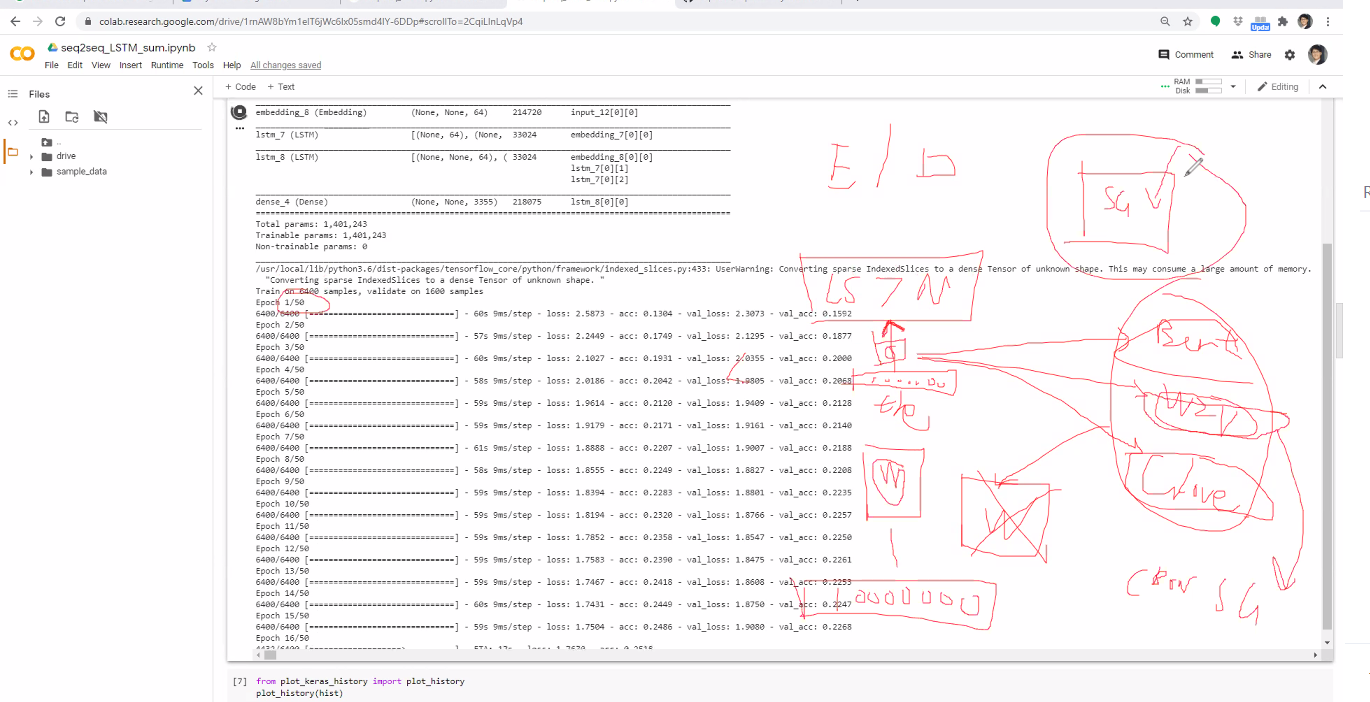 colab.research.google.com/drive/1rnAW8bYm1eIT6jWc6Ix05smd4IY-6DDp#scrollTo=2CqiLlnLqVp4
Updz
CO seq2seq_LSTM_sum.ipynb
File Edit View Insert Runtime Tools Help All changes saved
Comment Share
Files
+ Code + Text
RAM
Disk
Editing
..
drive
sample_data
embedding_8 (Embedding) (None, None, 64) 214720 input_12[0][0]
lstm_7 (LSTM) [(None, 64), (None, 33024 embedding_7[0][0]
lstm_8 (LSTM) [(None, None, 64), ( 33024 embedding_8[0][0]
lstm_7[0][1]
lstm_7[0][2]
dense_4 (Dense) (None, None, 3355) 218075 lstm_8[0][0]
Total params: 1,401,243
Trainable params: 1,401,243
Non-trainable params: 0
/usr/local/lib/python3.6/dist-packages/tensorflow_core/python/framework/indexed_slices.py:433: UserWarning: Converting sparse IndexedSlices to a dense Tensor of unknown shape. This may consume a large amount of memory.
"Converting sparse IndexedSlices to a dense Tensor of unknown shape. "
Train on 6400 samples, validate on 1600 samples
Epoch 1/50
6400/6400 [==============================] - 60s 9ms/step - loss: 2.5873 - acc: 0.1304 - val_loss: 2.3073 - val_acc: 0.1592
Epoch 2/50
6400/6400 [==============================] - 57s 9ms/step - loss: 2.2449 - acc: 0.1749 - val_loss: 2.1295 - val_acc: 0.1877
Epoch 3/50
6400/6400 [==============================] - 60s 9ms/step - loss: 2.1027 - acc: 0.1931 - val_loss: 2.0355 - val_acc: 0.2000
Epoch 4/50
6400/6400 [==============================] - 58s 9ms/step - loss: 2.0186 - acc: 0.2042 - val_loss: 1.9805 - val_acc: 0.2068
Epoch 5/50
6400/6400 [==============================] - 59s 9ms/step - loss: 1.9614 - acc: 0.2120 - val_loss: 1.9409 - val_acc: 0.2128
Epoch 6/50
6400/6400 [==============================] - 59s 9ms/step - loss: 1.9179 - acc: 0.2171 - val_loss: 1.9161 - val_acc: 0.2140
Epoch 7/50
6400/6400 [==============================] - 61s 9ms/step - loss: 1.8888 - acc: 0.2207 - val_loss: 1.9007 - val_acc: 0.2188
Epoch 8/50
6400/6400 [==============================] - 58s 9ms/step - loss: 1.8555 - acc: 0.2249 - val_loss: 1.8827 - val_acc: 0.2208
Epoch 9/50
6400/6400 [==============================] - 59s 9ms/step - loss: 1.8394 - acc: 0.2283 - val_loss: 1.8801 - val_acc: 0.2235
Epoch 10/50
6400/6400 [==============================] - 59s 9ms/step - loss: 1.8194 - acc: 0.2320 - val_loss: 1.8766 - val_acc: 0.2257
Epoch 11/50
6400/6400 [==============================] - 59s 9ms/step - loss: 1.7852 - acc: 0.2358 - val_loss: 1.8547 - val_acc: 0.2250
Epoch 12/50
6400/6400 [==============================] - 59s 9ms/step - loss: 1.7583 - acc: 0.2390 - val_loss: 1.8475 - val_acc: 0.2261
Epoch 13/50
6400/6400 [==============================] - 59s 9ms/step - loss: 1.7467 - acc: 0.2418 - val_loss: 1.8608 - val_acc: 0.2253
Epoch 14/50
6400/6400 [==============================] - 60s 9ms/step - loss: 1.7431 - acc: 0.2449 - val_loss: 1.8750 - val_acc: 0.2247
Epoch 15/50
6400/6400 [==============================] - 59s 9ms/step - loss: 1.7504 - acc: 0.2486 - val_loss: 1.9080 - val_acc: 0.2268
Epoch 16/50
E / D
SG V
LSTM
Bert
W2V
Glove
W
W
SG
[7] from plot_keras_history import plot_history
plot_history(hist)